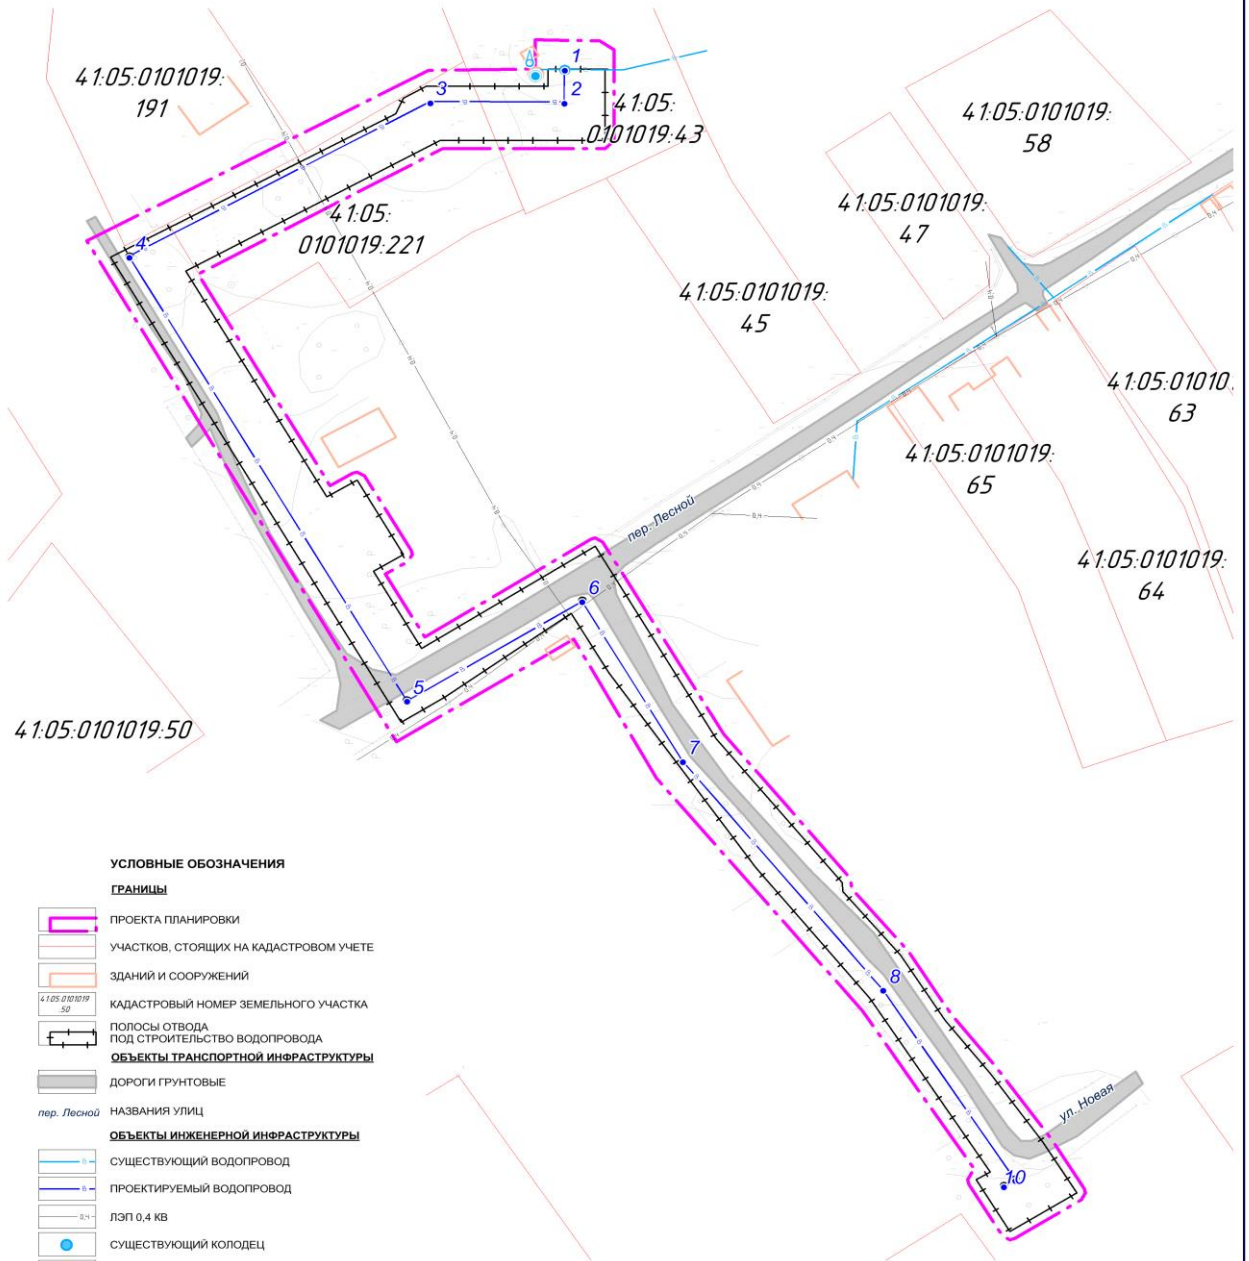 41:05:0101019:
191
1
2
3
41:05:
0101019:43
41:05:0101019:
58
41:05:0101019:
47
4
41:05:
0101019:221
41:05:0101019:
45
41:05:01010
63
41:05:0101019:
65
пер. Лесной
41:05:0101019:
64
6
5
41:05:0101019:50
7
8
ул. Новая
10
УСЛОВНЫЕ ОБОЗНАЧЕНИЯ
ГРАНИЦЫ
ПРОЕКТА ПЛАНИРОВКИ
УЧАСТКОВ, СТОЯЩИХ НА КАДАСТРОВОМ УЧЕТЕ
ЗДАНИЙ И СООРУЖЕНИЙ
41:05:0101019
:50
КАДАСТРОВЫЙ НОМЕР ЗЕМЕЛЬНОГО УЧАСТКА
ПОЛОСЫ ОТВОДА
ПОД СТРОИТЕЛЬСТВО ВОДОПРОВОДА
ОБЪЕКТЫ ТРАНСПОРТНОЙ ИНФРАСТРУКТУРЫ
ДОРОГИ ГРУНТОВЫЕ
пер. Лесной НАЗВАНИЯ УЛИЦ
ОБЪЕКТЫ ИНЖЕНЕРНОЙ ИНФРАСТРУКТУРЫ
СУЩЕСТВУЮЩИЙ ВОДОПРОВОД
ПРОЕКТИРУЕМЫЙ ВОДОПРОВОД
0,4 ЛЭП 0,4 КВ
СУЩЕСТВУЮЩИЙ КОЛОДЕЦ